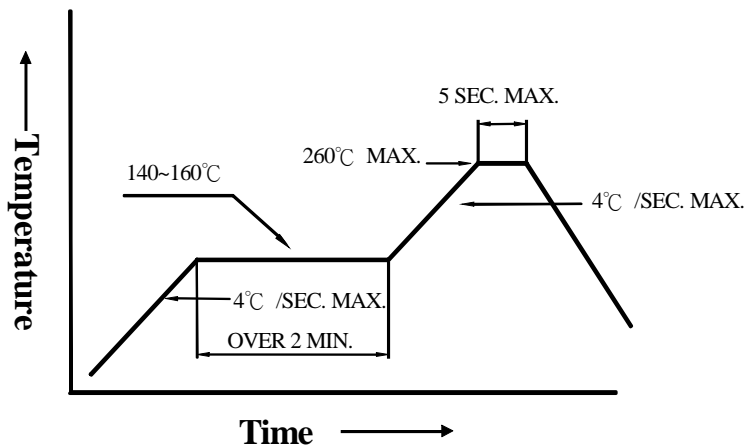 5 SEC. MAX.
260℃ MAX.
140~160℃
4℃ /SEC. MAX.
4℃ /SEC. MAX.
OVER 2 MIN.
Temperature
Time